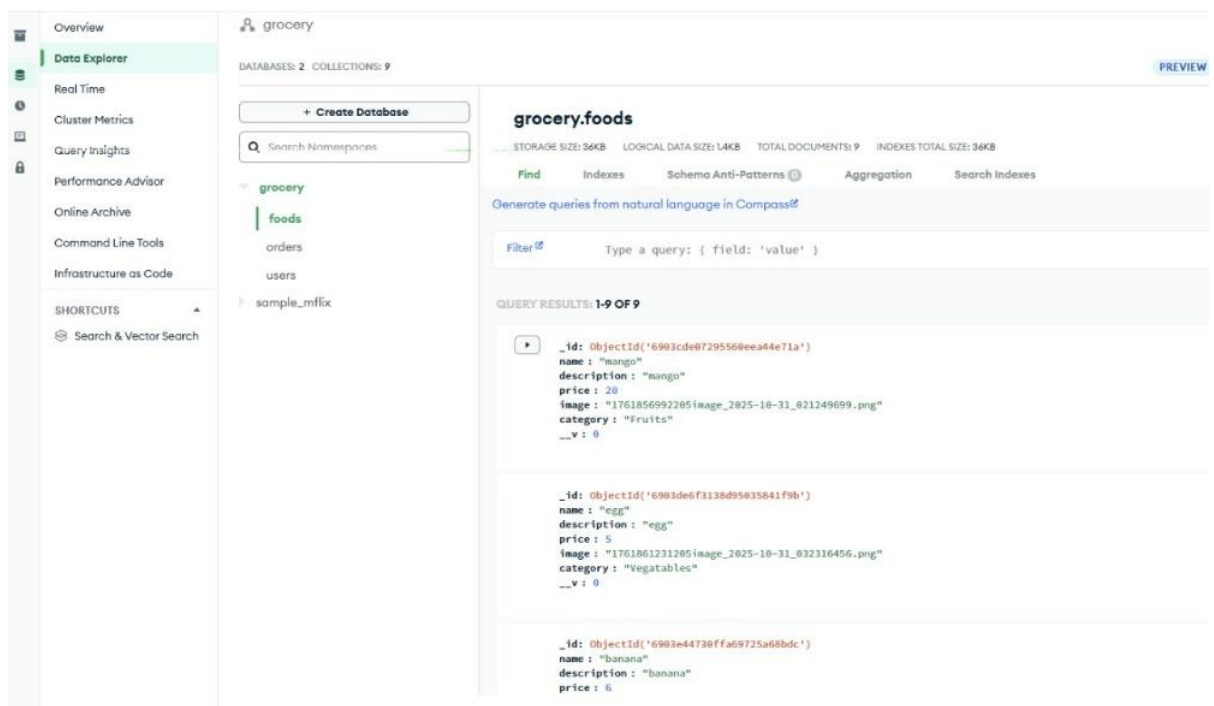 grocery
DATABASES: 2 COLLECTIONS: 9
PREVIEW
Overview
Data Explorer
Real Time
Cluster Metrics
Query Insights
Performance Advisor
Online Archive
Command Line Tools
Infrastructure as Code
SHORTCUTS
Search & Vector Search
+ Create Database
Search Namespaces
grocery
foods
orders
users
sample_mflix
grocery.foods
STORAGE SIZE: 36KB LOGICAL DATA SIZE: 1.4KB TOTAL DOCUMENTS: 9 INDEXES TOTAL SIZE: 36KB
Find Indexes Schema Anti-Patterns 0 Aggregation Search Indexes
Generate queries from natural language in Compass
Filter Type a query: { field: 'value' }
QUERY RESULTS: 1-9 OF 9
_id: ObjectId('6903cde07295560eea44e71a')
name : "mango"
description : "mango"
price : 20
image : "1761856992205image_2025-10-31_021249699.png"
category : "Fruits"
__v : 0
_id: ObjectId('6903de6f3138d95035841f9b')
name : "egg"
description : "egg"
price : 5
image : "1761861231205image_2025-10-31_032316456.png"
category : "Vegatables"
__v : 0
_id: ObjectId('6903e44730ffa69725a68bdc')
name : "banana"
description : "banana"
price : 6